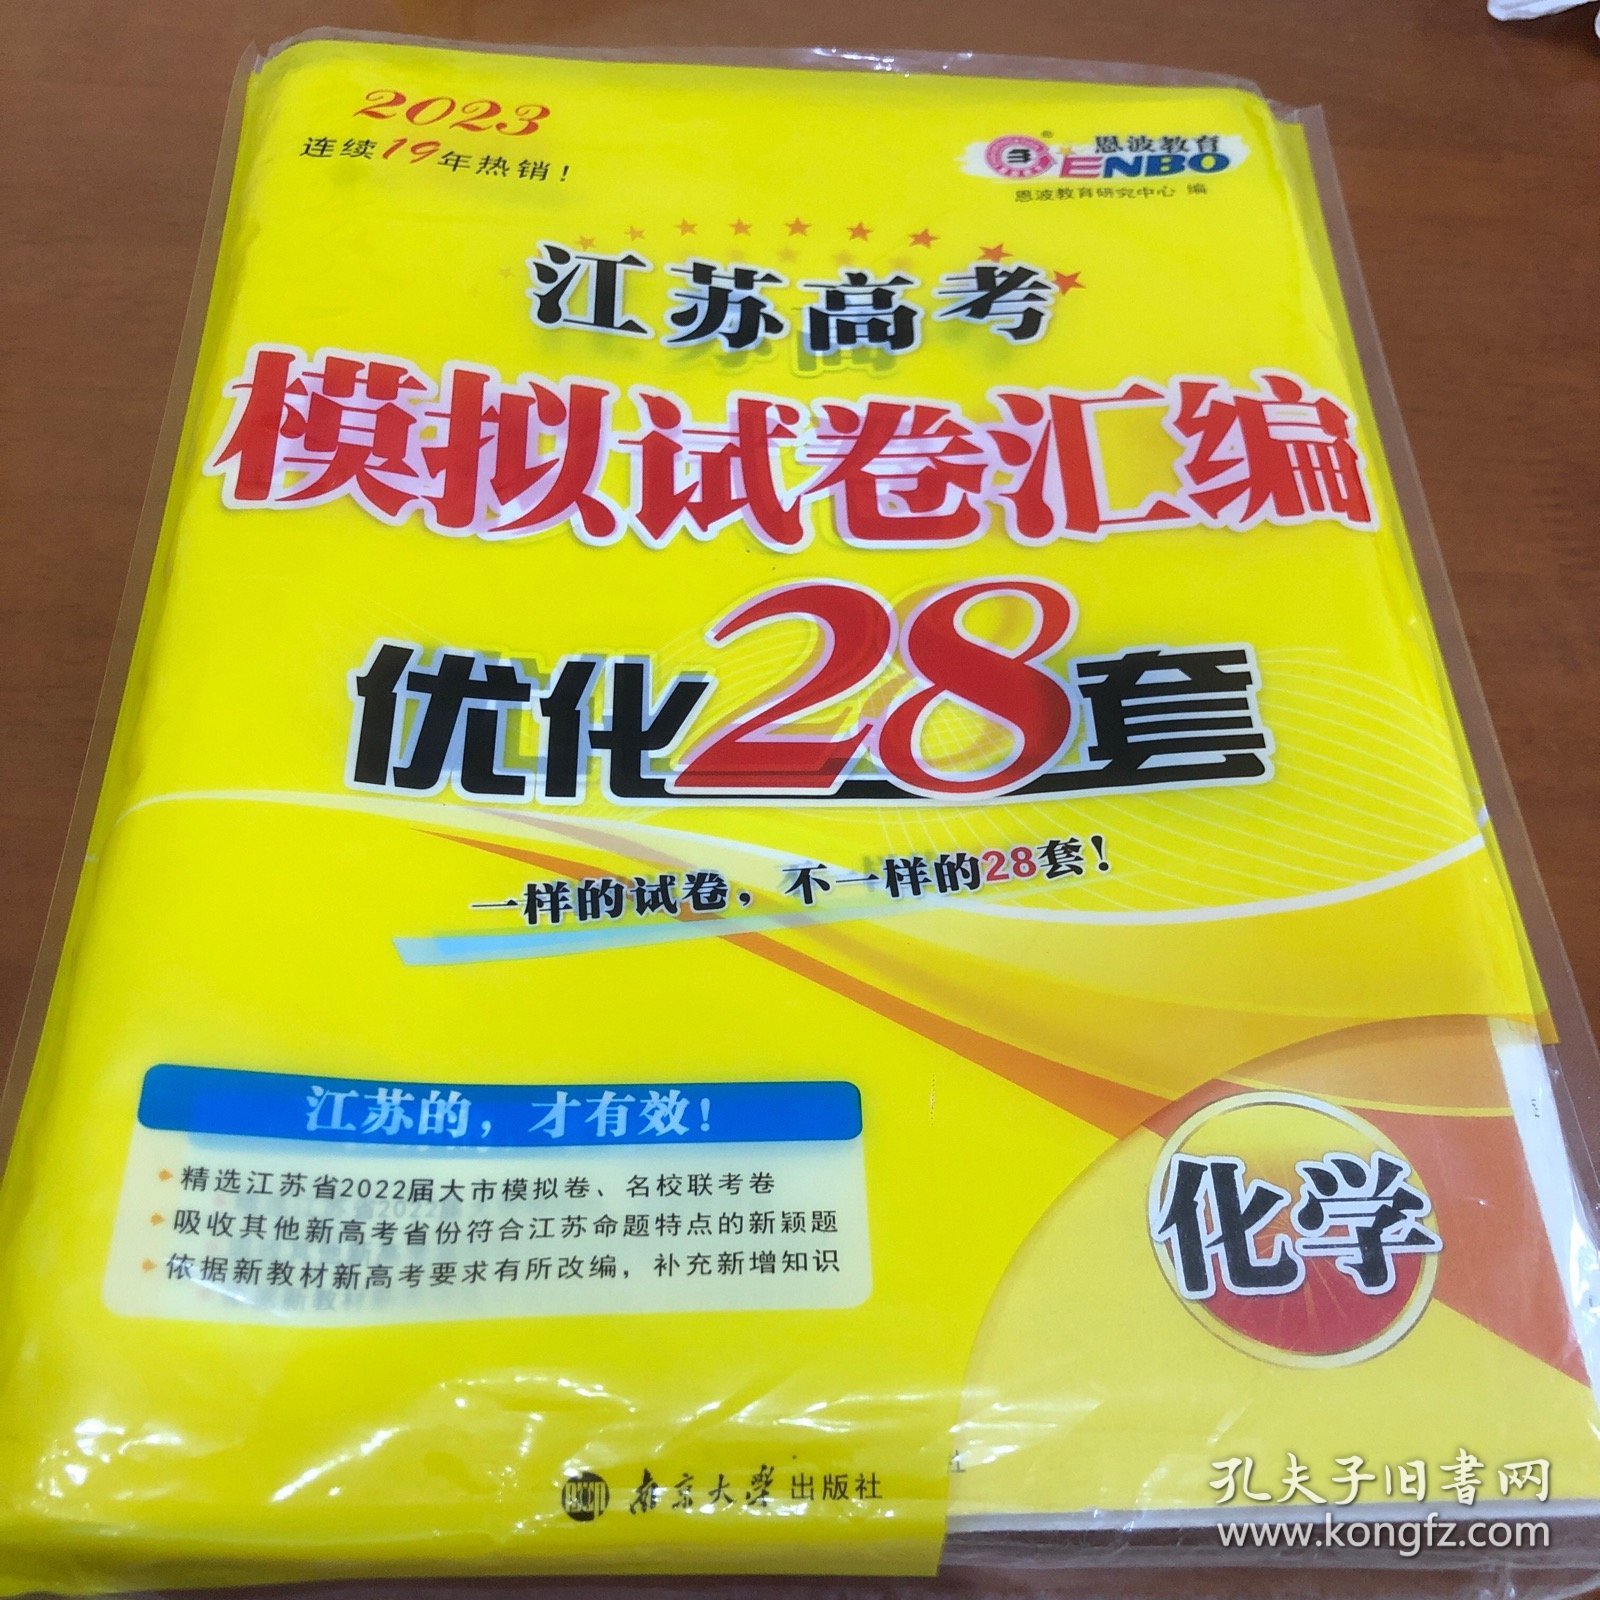 2023
连续19年热销！
恩波教育
ENBO
恩波教育研究中心 编
江苏高考
模拟试卷汇编
优化28套
一样的试卷，不一样的28套！
江苏的，才有效！
精选江苏省2022届大市模拟卷、名校联考卷
吸收其他新高考省份符合江苏命题特点的新颖题
依据新教材新高考要求有所改编，补充新增知识
化学
南京大学出版社
社
孔夫子旧书网
www.kongfz.com